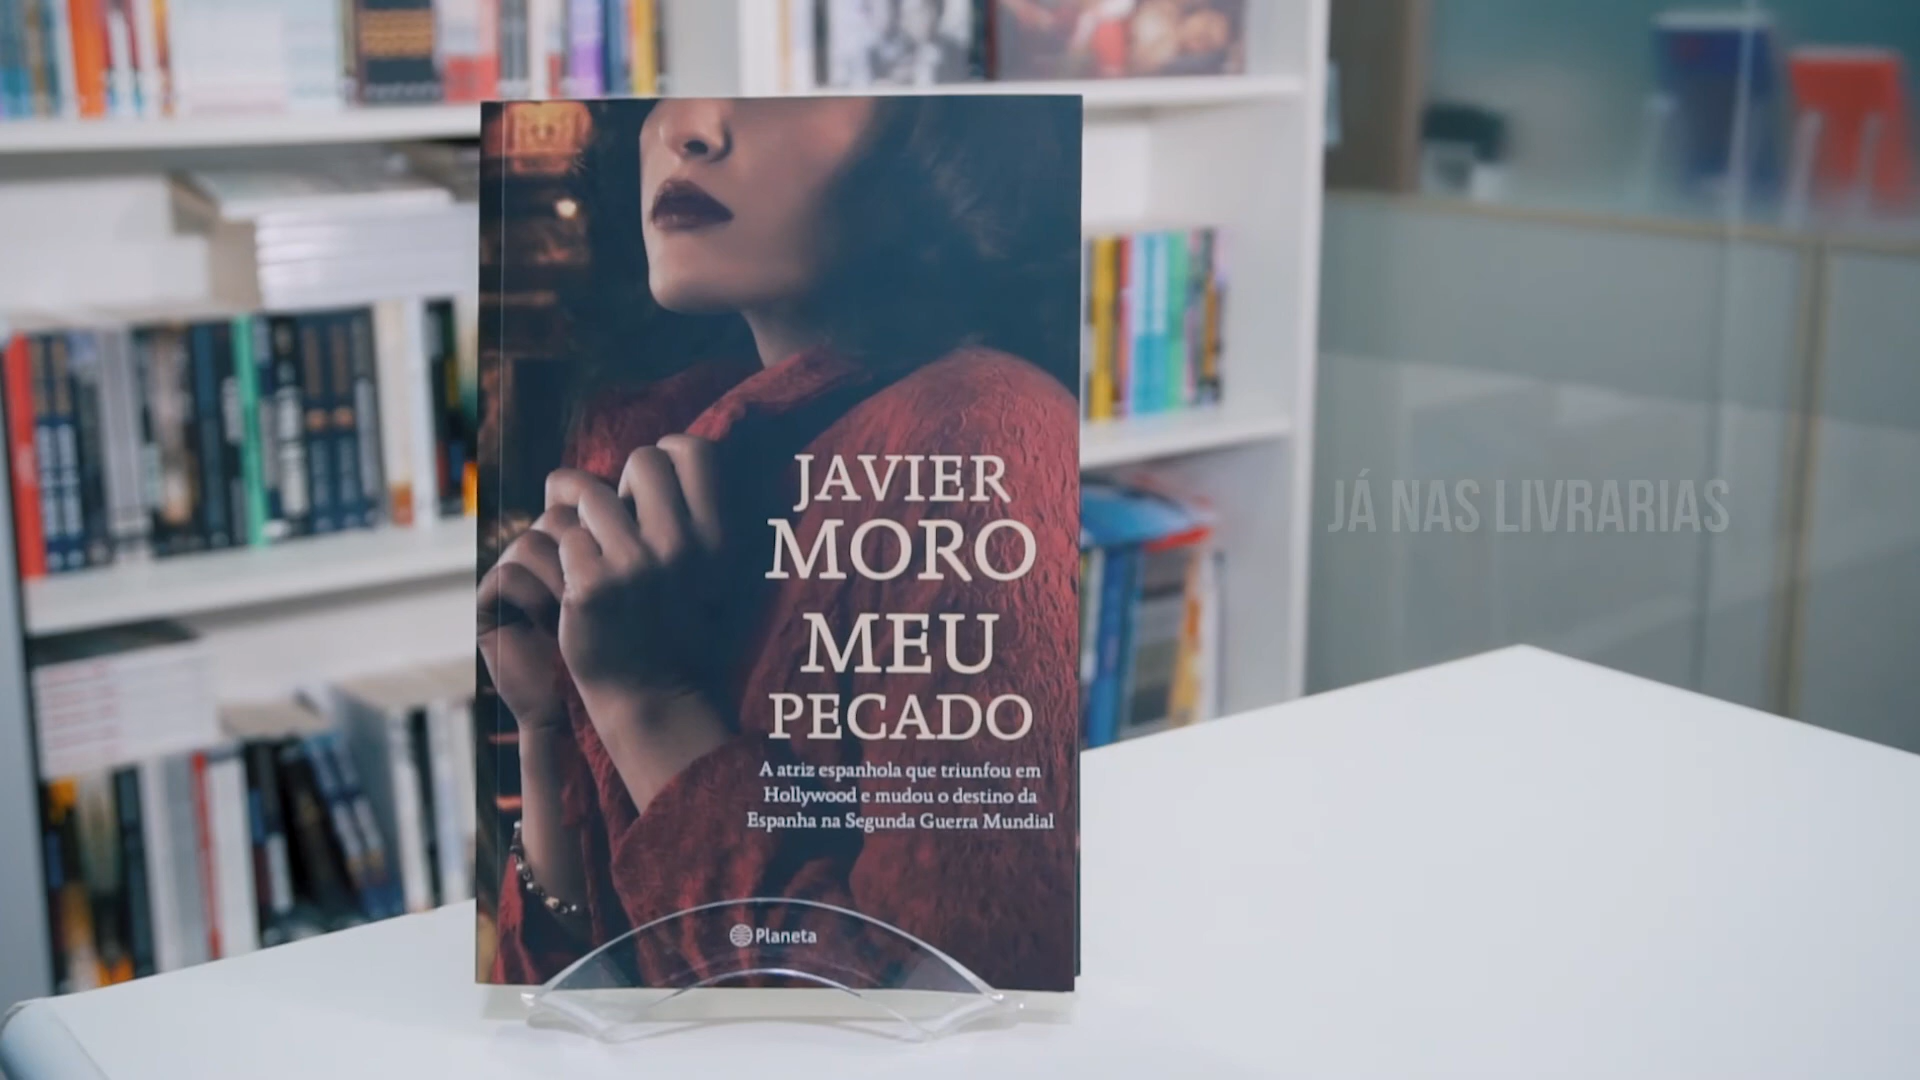 JAVIER
MORO
MEU
PECADO
A atriz espanhola que triunfou em
Hollywood e mudou o destino da
Espanha na Segunda Guerra Mundial
Planeta
JÁ NAS LIVRARIAS